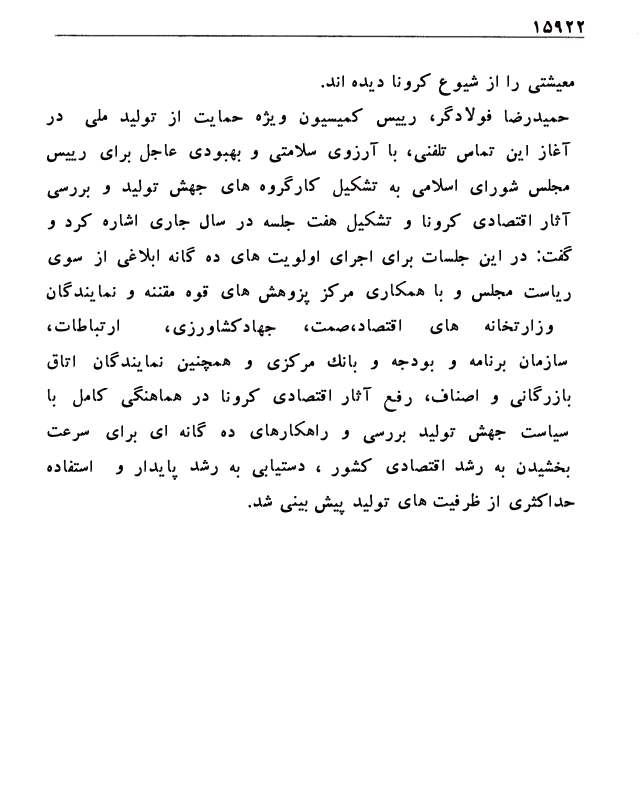 ۱۵۹۲۲
معیشتی را از شیوع کرونا دیده اند.
حمیدرضا فولادگر، رییس کمیسیون ویژه حمایت از تولید ملی در
آغاز این تماس تلفنی، با آرزوی سلامتی و بهبودی عاجل برای رییس
مجلس شورای اسلامی به تشکیل کارگروه های جهش تولید و بررسی
آثار اقتصادی کرونا و تشکیل هفت جلسه در سال جاری اشاره کرد و
گفت: در این جلسات برای اجرای اولویت های ده گانه ابلاغی از سوی
ریاست مجلس و با همکاری مرکز پزوهش های قوه مقننه و نمایندگان
وزارتخانه های اقتصاد،صمت، جهادکشاورزی، ارتباطات،
سازمان برنامه و بودجه و بانك مرکزی و همچنین نمایندگان اتاق
بازرگانی و اصناف، رفع آثار اقتصادی کرونا در هماهنگی کامل با
سیاست جهش تولید بررسی و راهکارهای ده گانه ای برای سرعت
بخشیدن به رشد اقتصادی کشور ، دستیابی به رشد پایدار و استفاده
حداکثری از ظرفیت های تولید پیش بینی شد.